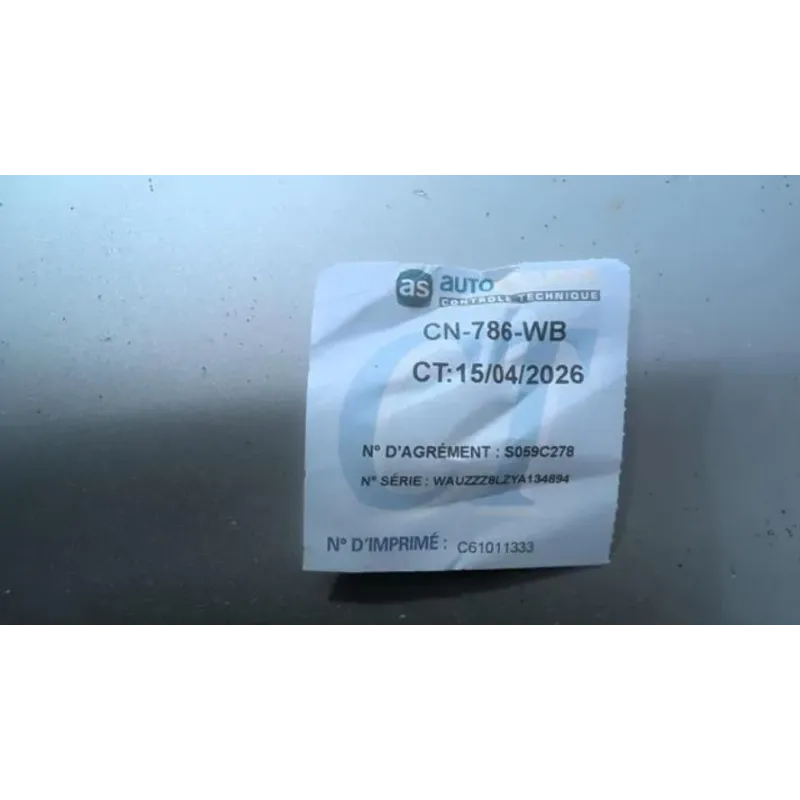 as AUTO
CONTROLE TECHNIQUE
CN-786-WB
CT:15/04/2026
N° D'AGRÉMENT : S059C278
N° SÉRIE : WAUZZZ8LZYA134894
N° D'IMPRIMÉ : C61011333